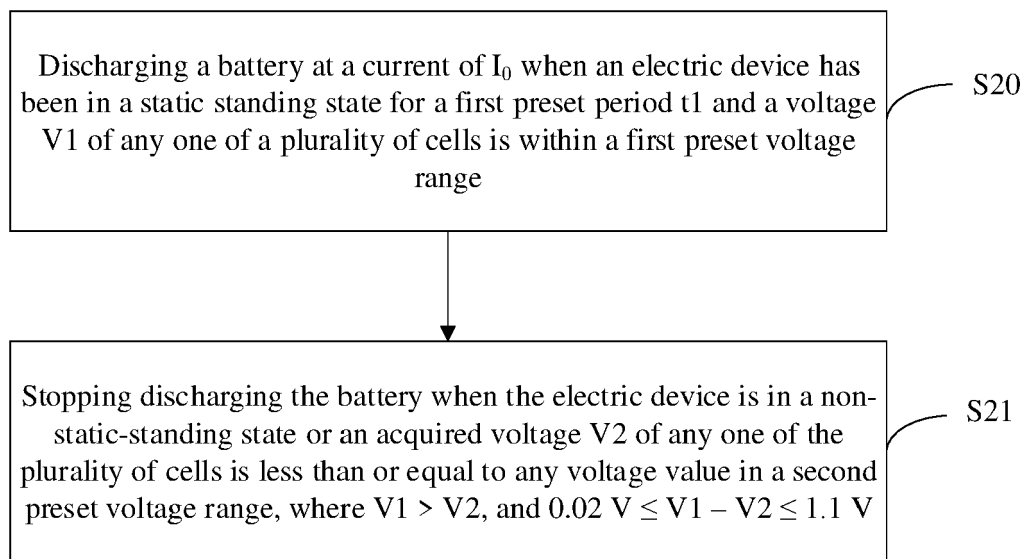 Discharging a battery at a current of I₀ when an electric device has
been in a static standing state for a first preset period t1 and a voltage
V1 of any one of a plurality of cells is within a first preset voltage
range
S20
Stopping discharging the battery when the electric device is in a non-
static-standing state or an acquired voltage V2 of any one of the
plurality of cells is less than or equal to any voltage value in a second
preset voltage range, where V1 > V2, and 0.02 V ≤ V1 – V2 ≤ 1.1 V
S21